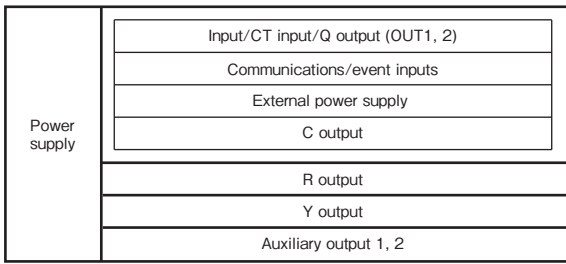 Power
supply
Input/CT input/Q output (OUT1, 2)
Communications/event inputs
External power supply
C output
R output
Y output
Auxiliary output 1, 2